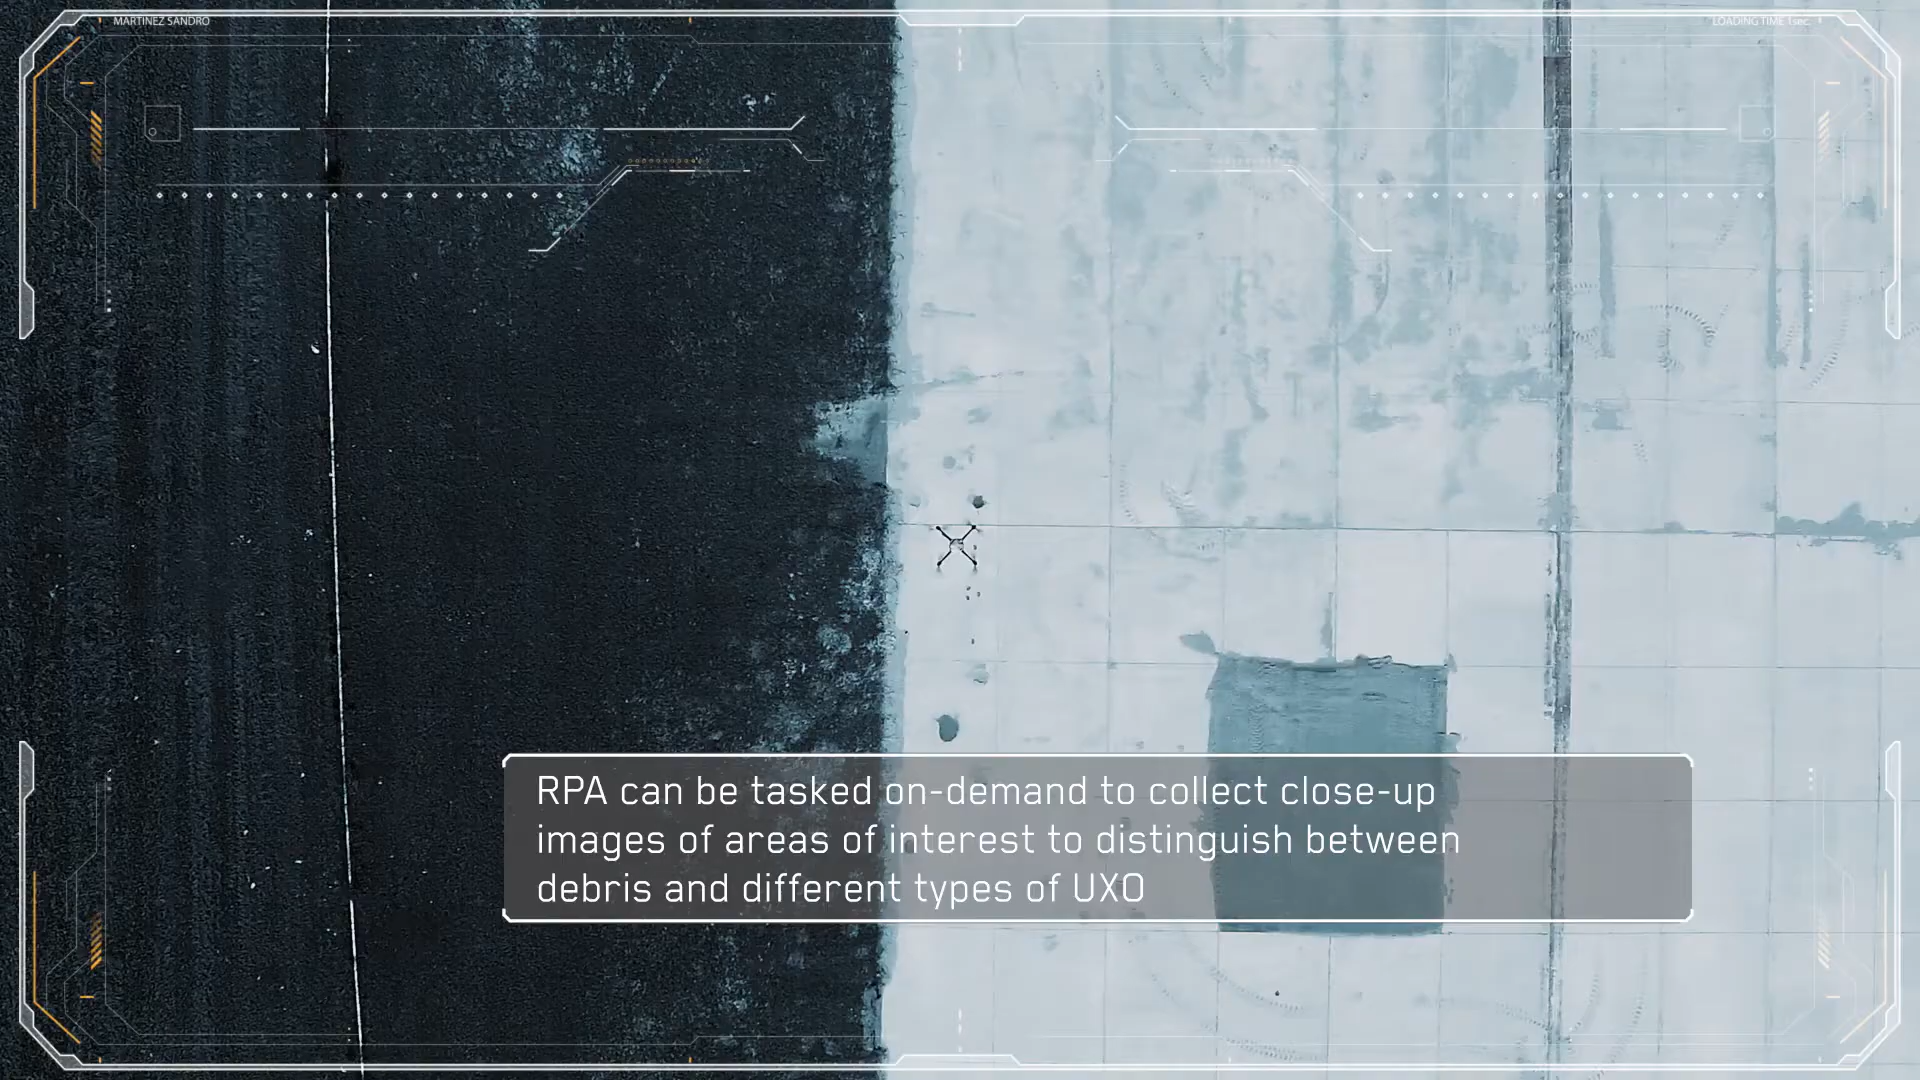 MARTINEZ SANDRO
LOADING TIME 1sec.
RPA can be tasked on-demand to collect close-up
images of areas of interest to distinguish between
debris and different types of UXO